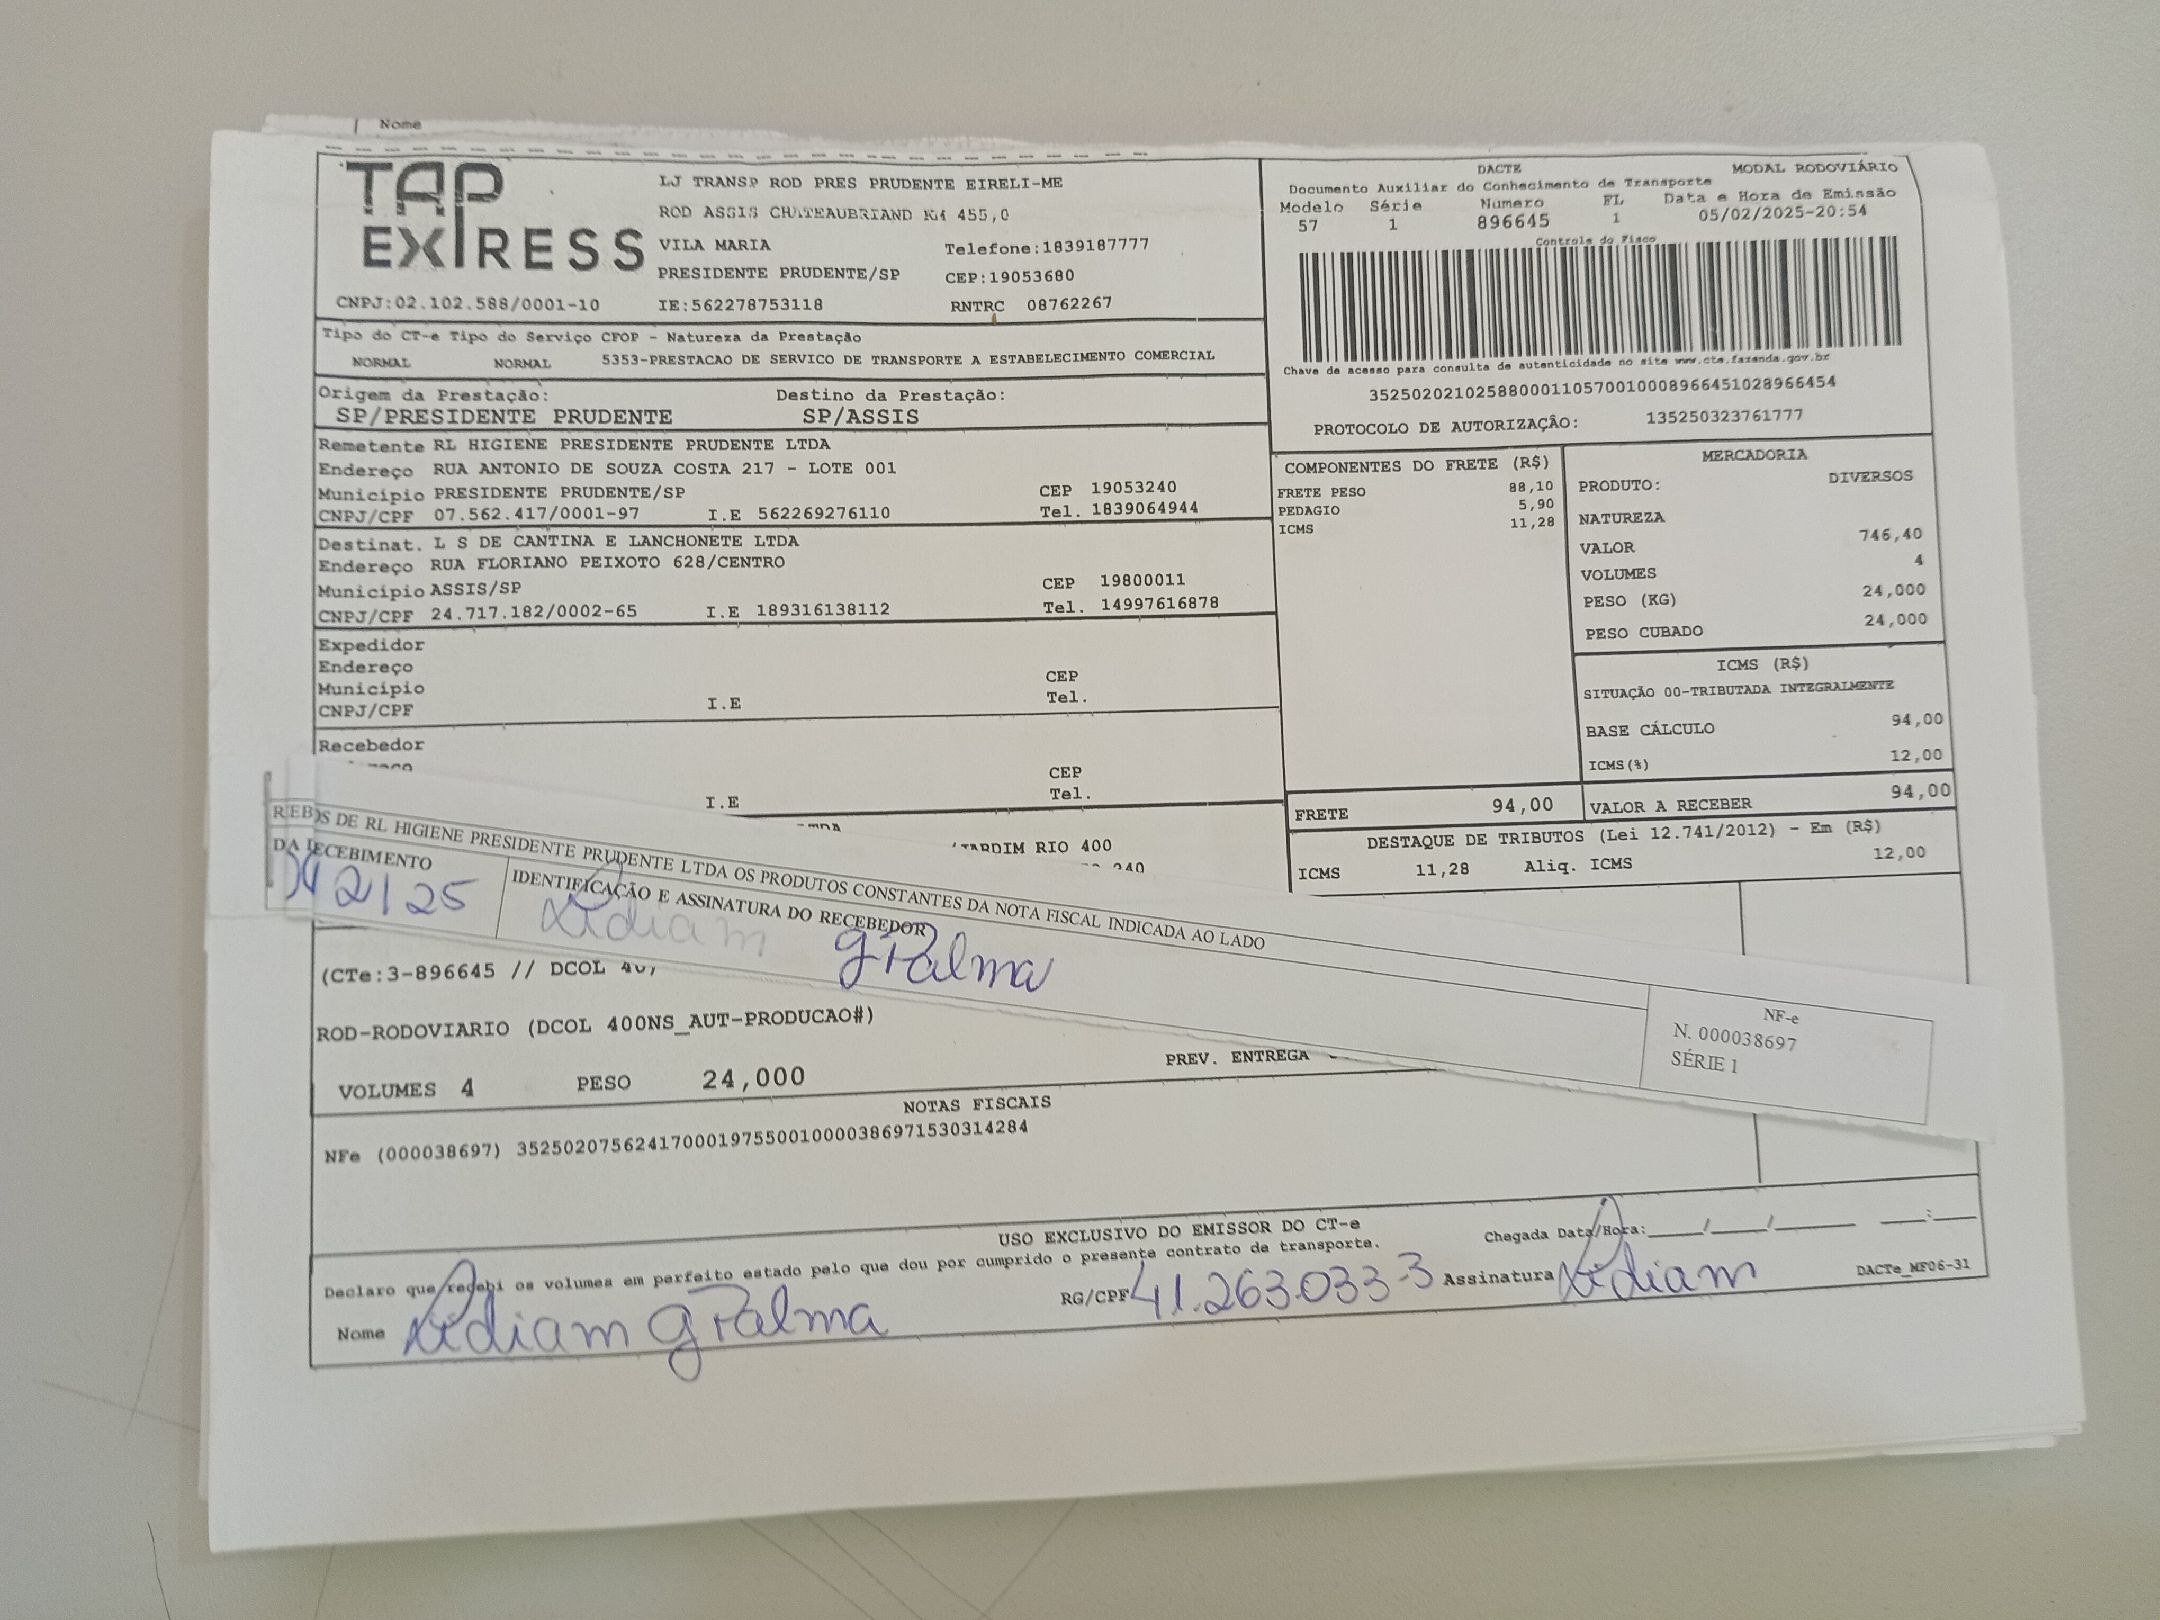 Nome
TAP EXPRESS
LJ TRANSP ROD PRES PRUDENTE EIRELI-ME
ROD ASSIS CHATEAUBRIAND KM 455,0
VILA MARIA Telefone:1839187777
PRESIDENTE PRUDENTE/SP CEP:19053680
CNPJ:02.102.588/0001-10 IE:562278753118 RNTRC 08762267
DACTE MODAL RODOVIÁRIO
Documento Auxiliar do Conhecimento de Transporte
Modelo Série Numero FL Data e Hora de Emissão
57 1 896645 1 05/02/2025-20:54
Controle do Fisco
Chave de acesso para consulta de autenticidade no site www.cte.fazenda.gov.br
35250202102588000110570010008966451028966454
PROTOCOLO DE AUTORIZAÇÃO: 135250323761777
Tipo do CT-e Tipo do Serviço CFOP - Natureza da Prestação
NORMAL NORMAL 5353-PRESTACAO DE SERVICO DE TRANSPORTE A ESTABELECIMENTO COMERCIAL
Origem da Prestação: Destino da Prestação:
SP/PRESIDENTE PRUDENTE SP/ASSIS
Remetente RL HIGIENE PRESIDENTE PRUDENTE LTDA
Endereço RUA ANTONIO DE SOUZA COSTA 217 - LOTE 001
Município PRESIDENTE PRUDENTE/SP CEP 19053240
CNPJ/CPF 07.562.417/0001-97 I.E 562269276110 Tel. 1839064944
Destinat. L S DE CANTINA E LANCHONETE LTDA
Endereço RUA FLORIANO PEIXOTO 628/CENTRO
Município ASSIS/SP CEP 19800011
CNPJ/CPF 24.717.182/0002-65 I.E 189316138112 Tel. 14997616878
Expedidor
Endereço
Município CEP
CNPJ/CPF I.E Tel.
Recebedor
CEP
I.E Tel.
JARDIM RIO 400
COMPONENTES DO FRETE (R$)
FRETE PESO 88,10
PEDAGIO 5,90
ICMS 11,28
MERCADORIA
PRODUTO: DIVERSOS
NATUREZA
VALOR 746,40
VOLUMES 4
PESO (KG) 24,000
PESO CUBADO 24,000
ICMS (R$)
SITUAÇÃO 00-TRIBUTADA INTEGRALMENTE
BASE CÁLCULO 94,00
ICMS(%) 12,00
FRETE 94,00 VALOR A RECEBER 94,00
DESTAQUE DE TRIBUTOS (Lei 12.741/2012) - Em (R$)
ICMS 11,28 Aliq. ICMS 12,00
DE RL HIGIENE PRESIDENTE PRUDENTE LTDA OS PRODUTOS CONSTANTES DA NOTA FISCAL INDICADA AO LADO
IDENTIFICAÇÃO E ASSINATURA DO RECEBEDOR
2/25
NF-e
N. 000038697
SÉRIE 1
(CTe:3-896645 // DCOL
ROD-RODOVIARIO (DCOL 400NS_AUT-PRODUCAO#)
VOLUMES 4 PESO 24,000 PREV. ENTREGA
NOTAS FISCAIS
NFe (000038697) 35250207562417000197550010000386971530314284
USO EXCLUSIVO DO EMISSOR DO CT-e
Declaro que recebi os volumes em perfeito estado pelo que dou por cumprido o presente contrato de transporte. Chegada Data/Hora:
Nome RG/CPF 41.263.033-3 Assinatura DACTe_MF06-31